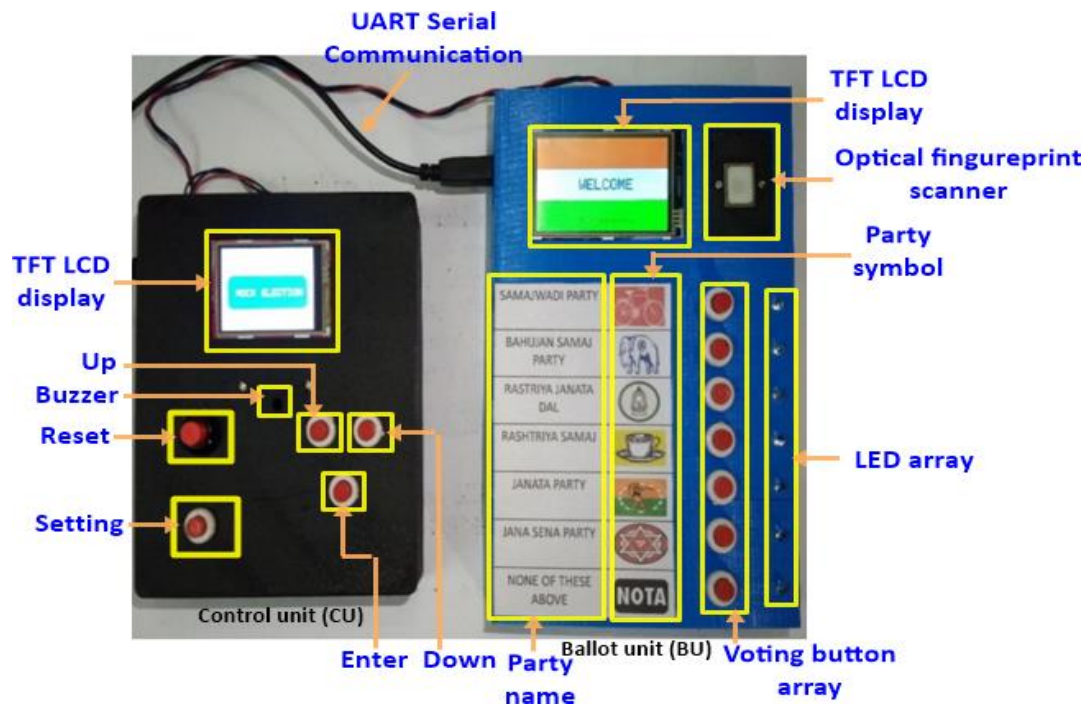 UART Serial
Communication
TFT LCD
display
Optical fingureprint
scanner
WELCOME
Party
symbol
TFT LCD
display
MOCK ELECTION
SAMAJWADI PARTY
BAHUJAN SAMAJ
PARTY
RASTRIYA JANATA
DAL
RASHTRIYA SAMAJ
JANATA PARTY
JANA SENA PARTY
NONE OF THESE
ABOVE
NOTA
Up
Buzzer
Reset
Setting
LED array
Control unit (CU)
Ballot unit (BU)
Enter
Down
Party
name
Voting button
array